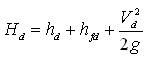 H_d = h_d + h_{fd} + \frac{V_d^2}{2g}